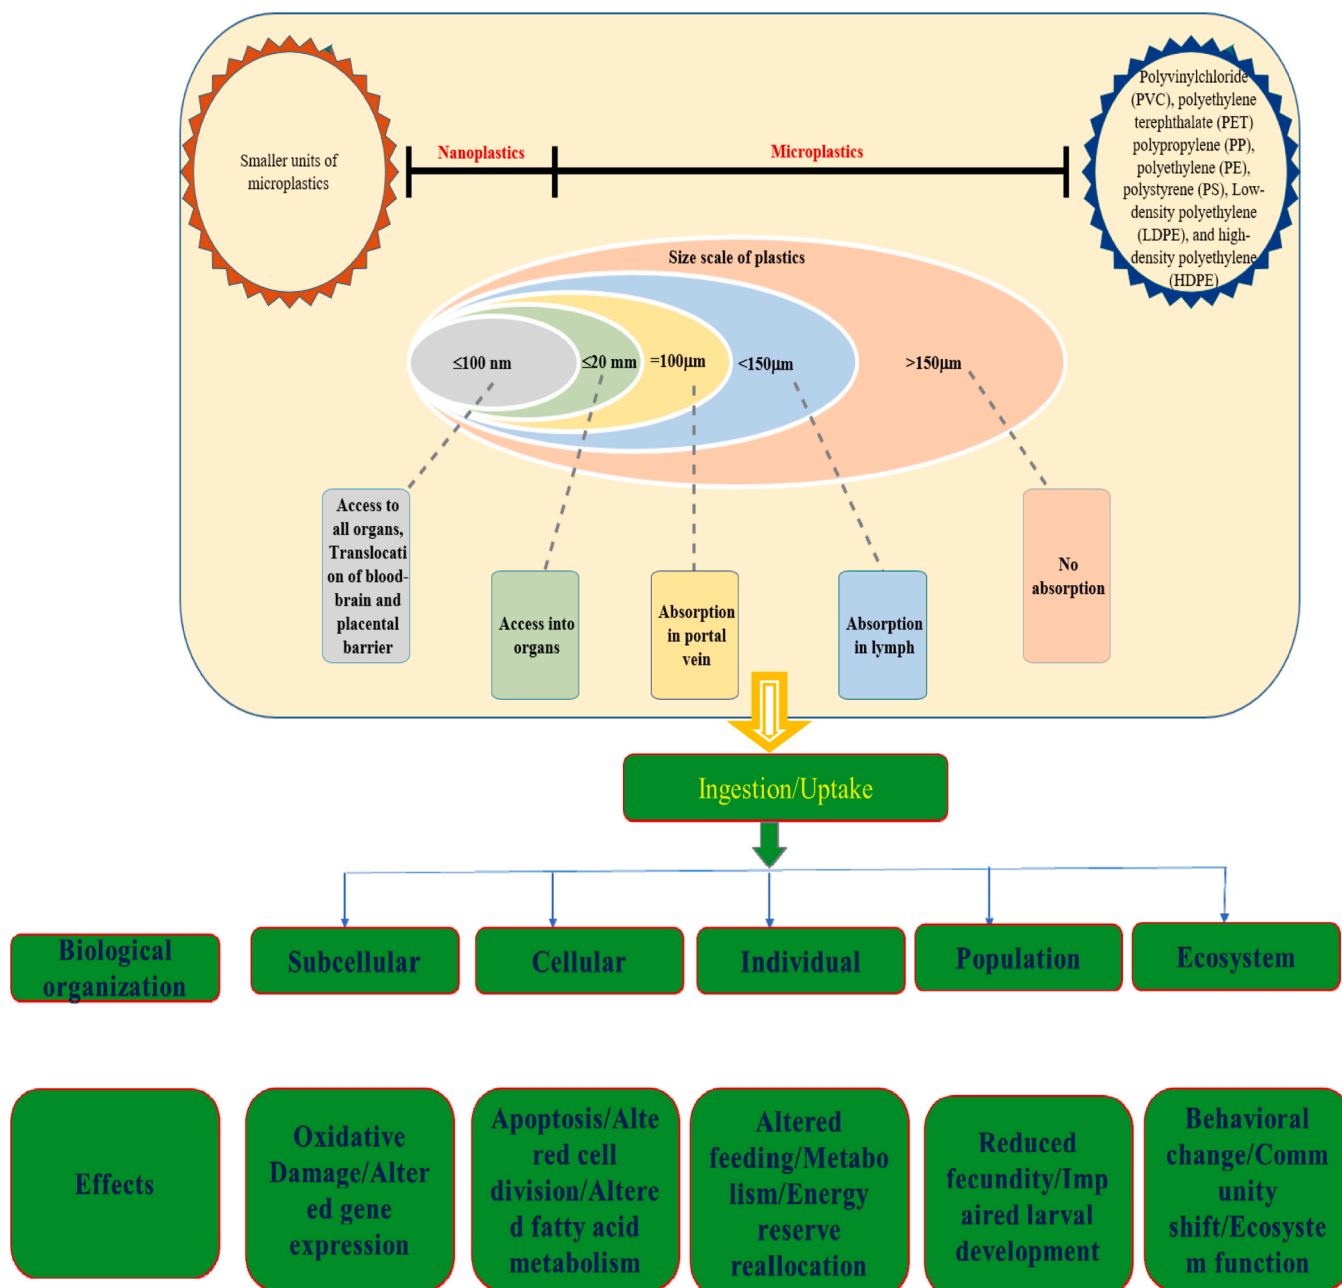 Smaller units of
microplastics
Nanoplastics
Microplastics
Polyvinylchloride
(PVC), polyethylene
terephthalate (PET)
polypropylene (PP),
polyethylene (PE),
polystyrene (PS), Low-
density polyethylene
(LDPE), and high-
density polyethylene
(HDPE)
Size scale of plastics
≤100 nm
≤20 mm
=100μm
<150μm
>150μm
Access to
all organs,
Translocati
on of blood-
brain and
placental
barrier
Access into
organs
Absorption
in portal
vein
Absorption
in lymph
No
absorption
Ingestion/Uptake
Biological
organization
Subcellular
Cellular
Individual
Population
Ecosystem
Effects
Oxidative
Damage/Alter
ed gene
expression
Apoptosis/Alte
red cell
division/Altere
d fatty acid
metabolism
Altered
feeding/Metabo
lism/Energy
reserve
reallocation
Reduced
fecundity/Imp
aired larval
development
Behavioral
change/Comm
unity
shift/Ecosyste
m function